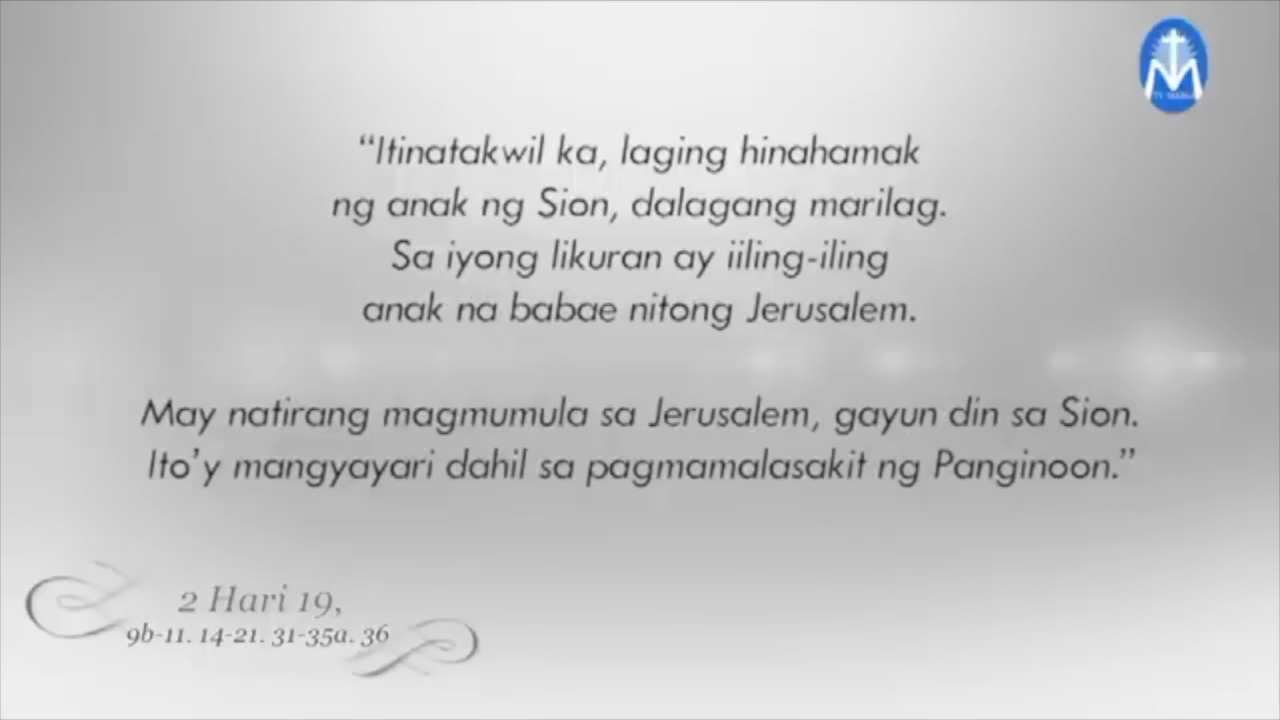 “Itinatakwil ka, laging hinahamak
ng anak ng Sion, dalagang marilag.
Sa iyong likuran ay iiling-iling
anak na babae nitong Jerusalem.
May natirang magmumula sa Jerusalem, gayun din sa Sion.
Ito’y mangyayari dahil sa pagmamalasakit ng Panginoon.”
2 Hari 19,
9b-11. 14-21. 31-35a. 36
TV MARIA